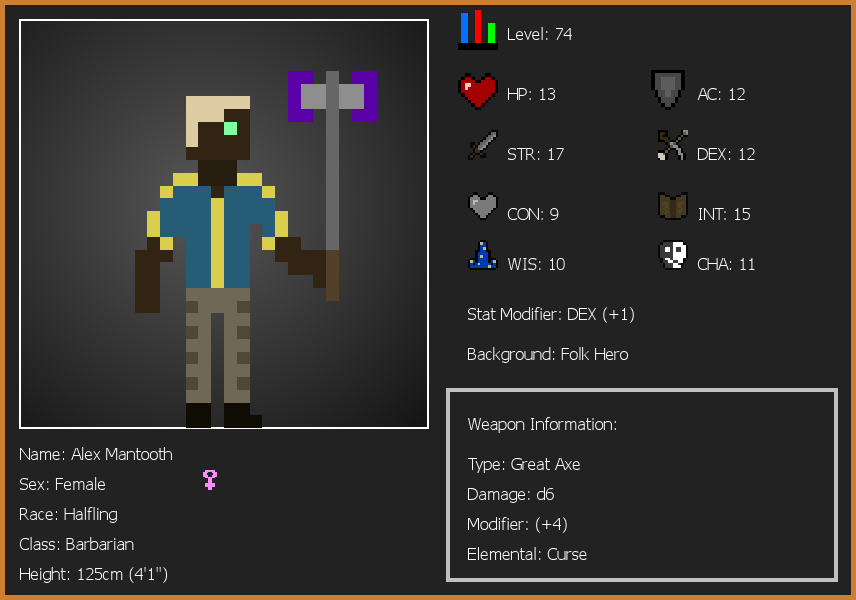 Level: 74
HP: 13
AC: 12
STR: 17
DEX: 12
CON: 9
INT: 15
WIS: 10
CHA: 11
Stat Modifier: DEX (+1)
Background: Folk Hero
Weapon Information:
Type: Great Axe
Damage: d6
Modifier: (+4)
Elemental: Curse
Name: Alex Mantooth
Sex: Female
Race: Halfling
Class: Barbarian
Height: 125cm (4'1")